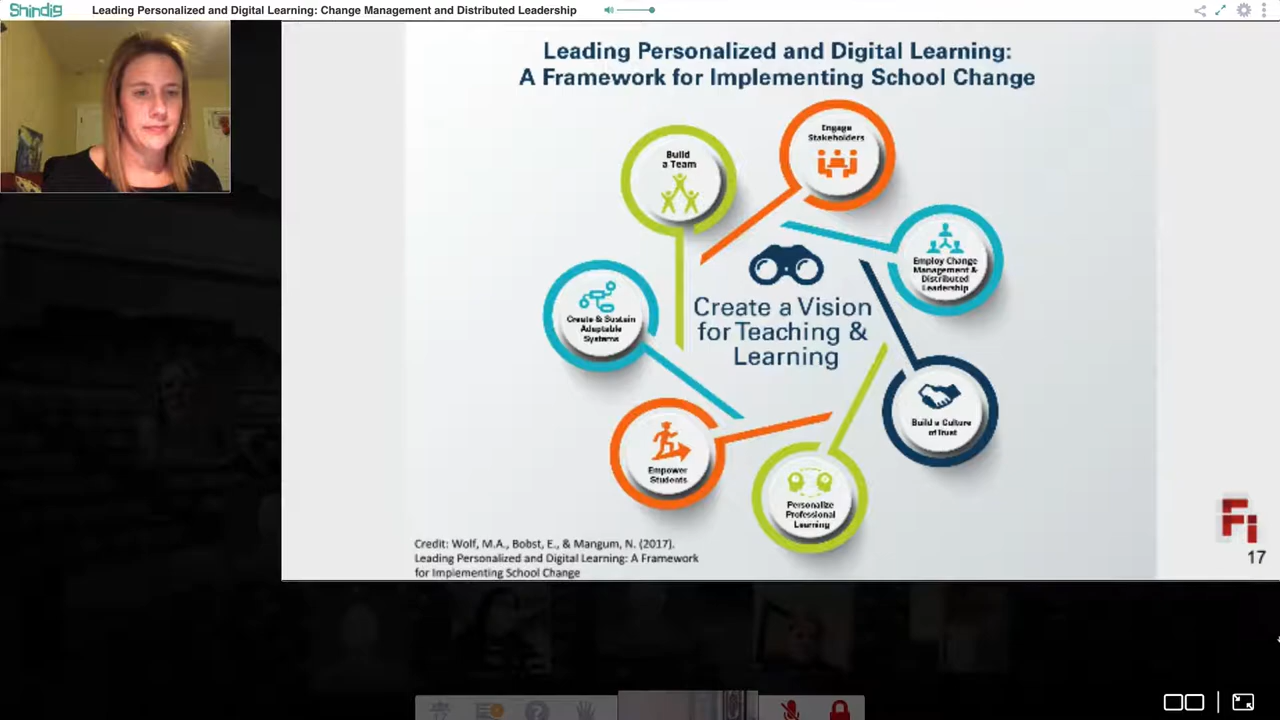 Shindig
Leading Personalized and Digital Learning: Change Management and Distributed Leadership
Leading Personalized and Digital Learning:
A Framework for Implementing School Change
Engage
Stakeholders
Build
a Team
Employ Change
Management &
Distributed
Leadership
Create & Sustain
Adaptable
Systems
Create a Vision
for Teaching &
Learning
Build a Culture
of Trust
Empower
Students
Personalize
Professional
Learning
Credit: Wolf, M.A., Bobst, E., & Mangum, N. (2017).
Leading Personalized and Digital Learning: A Framework
for Implementing School Change
Fi
17